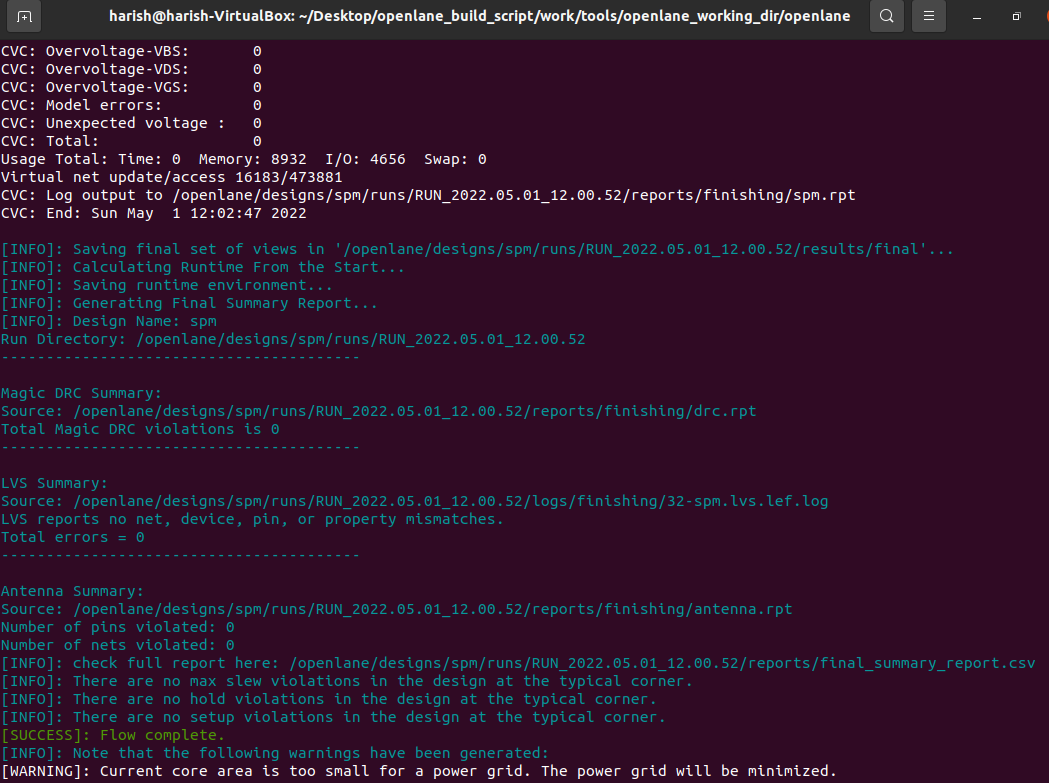 harish@harish-VirtualBox: ~/Desktop/openlane_build_script/work/tools/openlane_working_dir/openlane
CVC: Overvoltage-VBS:       0
CVC: Overvoltage-VDS:       0
CVC: Overvoltage-VGS:       0
CVC: Model errors:          0
CVC: Unexpected voltage :   0
CVC: Total:                 0
Usage Total: Time: 0  Memory: 8932  I/O: 4656  Swap: 0
Virtual net update/access 16183/473881
CVC: Log output to /openlane/designs/spm/runs/RUN_2022.05.01_12.00.52/reports/finishing/spm.rpt
CVC: End: Sun May  1 12:02:47 2022
[INFO]: Saving final set of views in '/openlane/designs/spm/runs/RUN_2022.05.01_12.00.52/results/final'...
[INFO]: Calculating Runtime From the Start...
[INFO]: Saving runtime environment...
[INFO]: Generating Final Summary Report...
[INFO]: Design Name: spm
Run Directory: /openlane/designs/spm/runs/RUN_2022.05.01_12.00.52
----------------------------------------
Magic DRC Summary:
Source: /openlane/designs/spm/runs/RUN_2022.05.01_12.00.52/reports/finishing/drc.rpt
Total Magic DRC violations is 0
----------------------------------------
LVS Summary:
Source: /openlane/designs/spm/runs/RUN_2022.05.01_12.00.52/logs/finishing/32-spm.lvs.lef.log
LVS reports no net, device, pin, or property mismatches.
Total errors = 0
----------------------------------------
Antenna Summary:
Source: /openlane/designs/spm/runs/RUN_2022.05.01_12.00.52/reports/finishing/antenna.rpt
Number of pins violated: 0
Number of nets violated: 0
[INFO]: check full report here: /openlane/designs/spm/runs/RUN_2022.05.01_12.00.52/reports/final_summary_report.csv
[INFO]: There are no max slew violations in the design at the typical corner.
[INFO]: There are no hold violations in the design at the typical corner.
[INFO]: There are no setup violations in the design at the typical corner.
[SUCCESS]: Flow complete.
[INFO]: Note that the following warnings have been generated:
[WARNING]: Current core area is too small for a power grid. The power grid will be minimized.